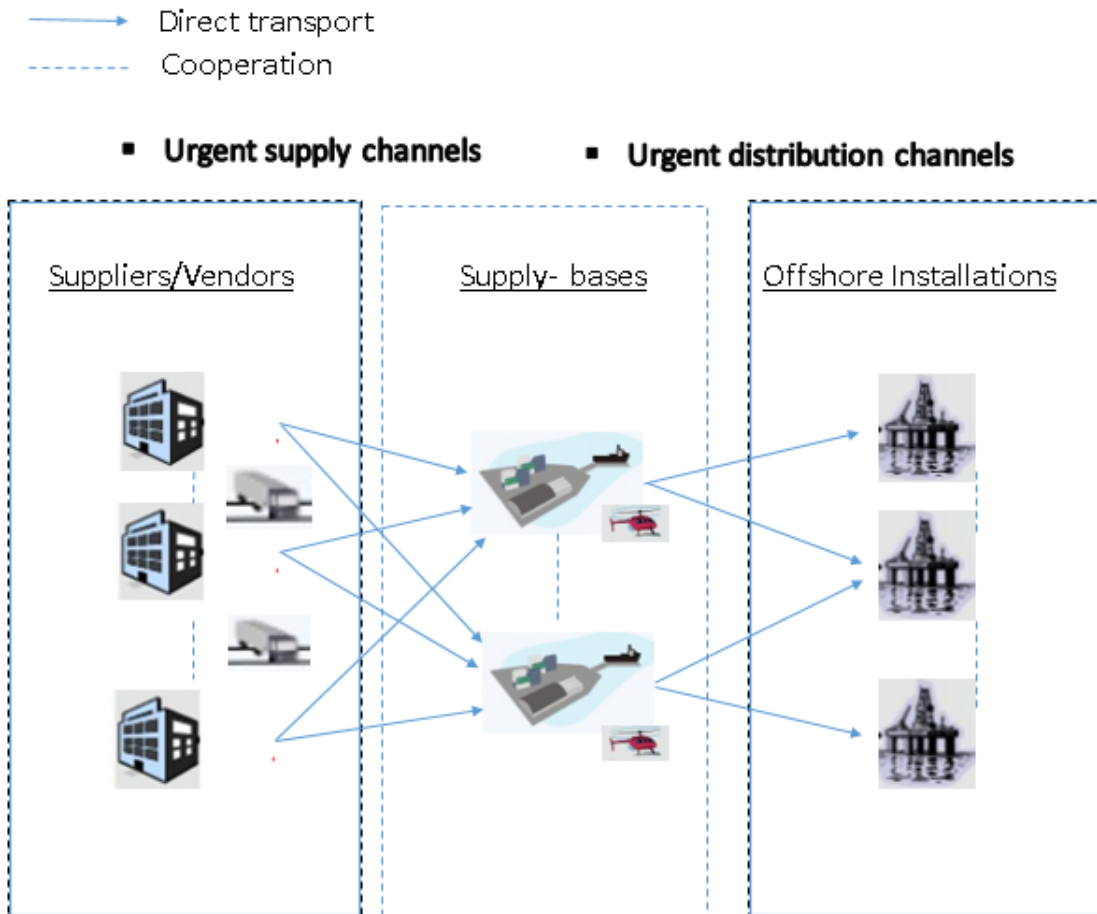 Direct transport
Cooperation
▪ Urgent supply channels
▪ Urgent distribution channels
Suppliers/Vendors
Supply- bases
Offshore Installations